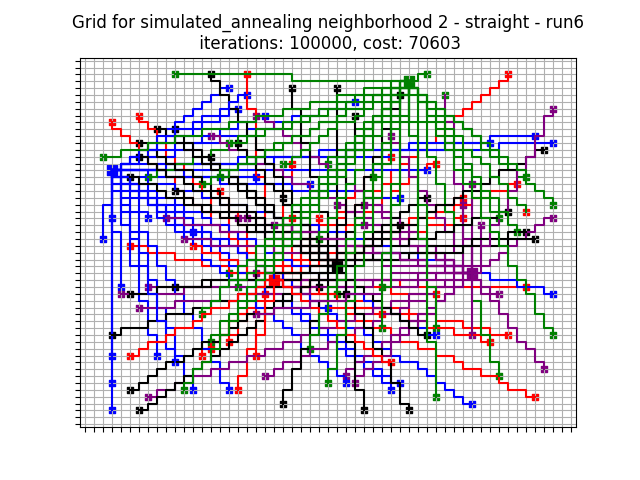 Grid for simulated_annealing neighborhood 2 - straight - run6
iterations: 100000, cost: 70603